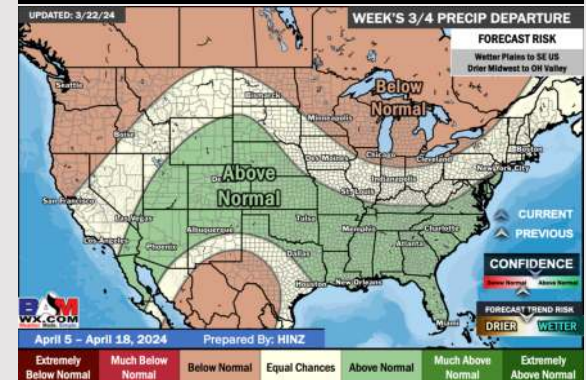 UPDATED: 3/22/24
WEEK'S 3/4 PRECIP DEPARTURE
FORECAST RISK
Wetter Plains to SE US
Drier Midwest to OH Valley
Seattle
Below
Normal
Bismarck
Minneapolis
Boise
Boston
Chicago
Cleveland
New York City
Des Moines
Indianapolis
Above
Normal
St. Louis
San Francisco
Las Vegas
Tulsa
Charlotte
CURRENT
Albuquerque
Memphis
PREVIOUS
Los Angeles
Phoenix
Atlanta
Dallas
CONFIDENCE
Below Normal Above Normal
Houston
New Orleans
FORECAST TREND RISK
Miami
DRIER WETTER
BAM
WX.COM
April 5 – April 18, 2024 Prepared By: HINZ
Extremely Below Normal
Much Below Normal
Below Normal
Equal Chances
Above Normal
Much Above Normal
Extremely Above Normal